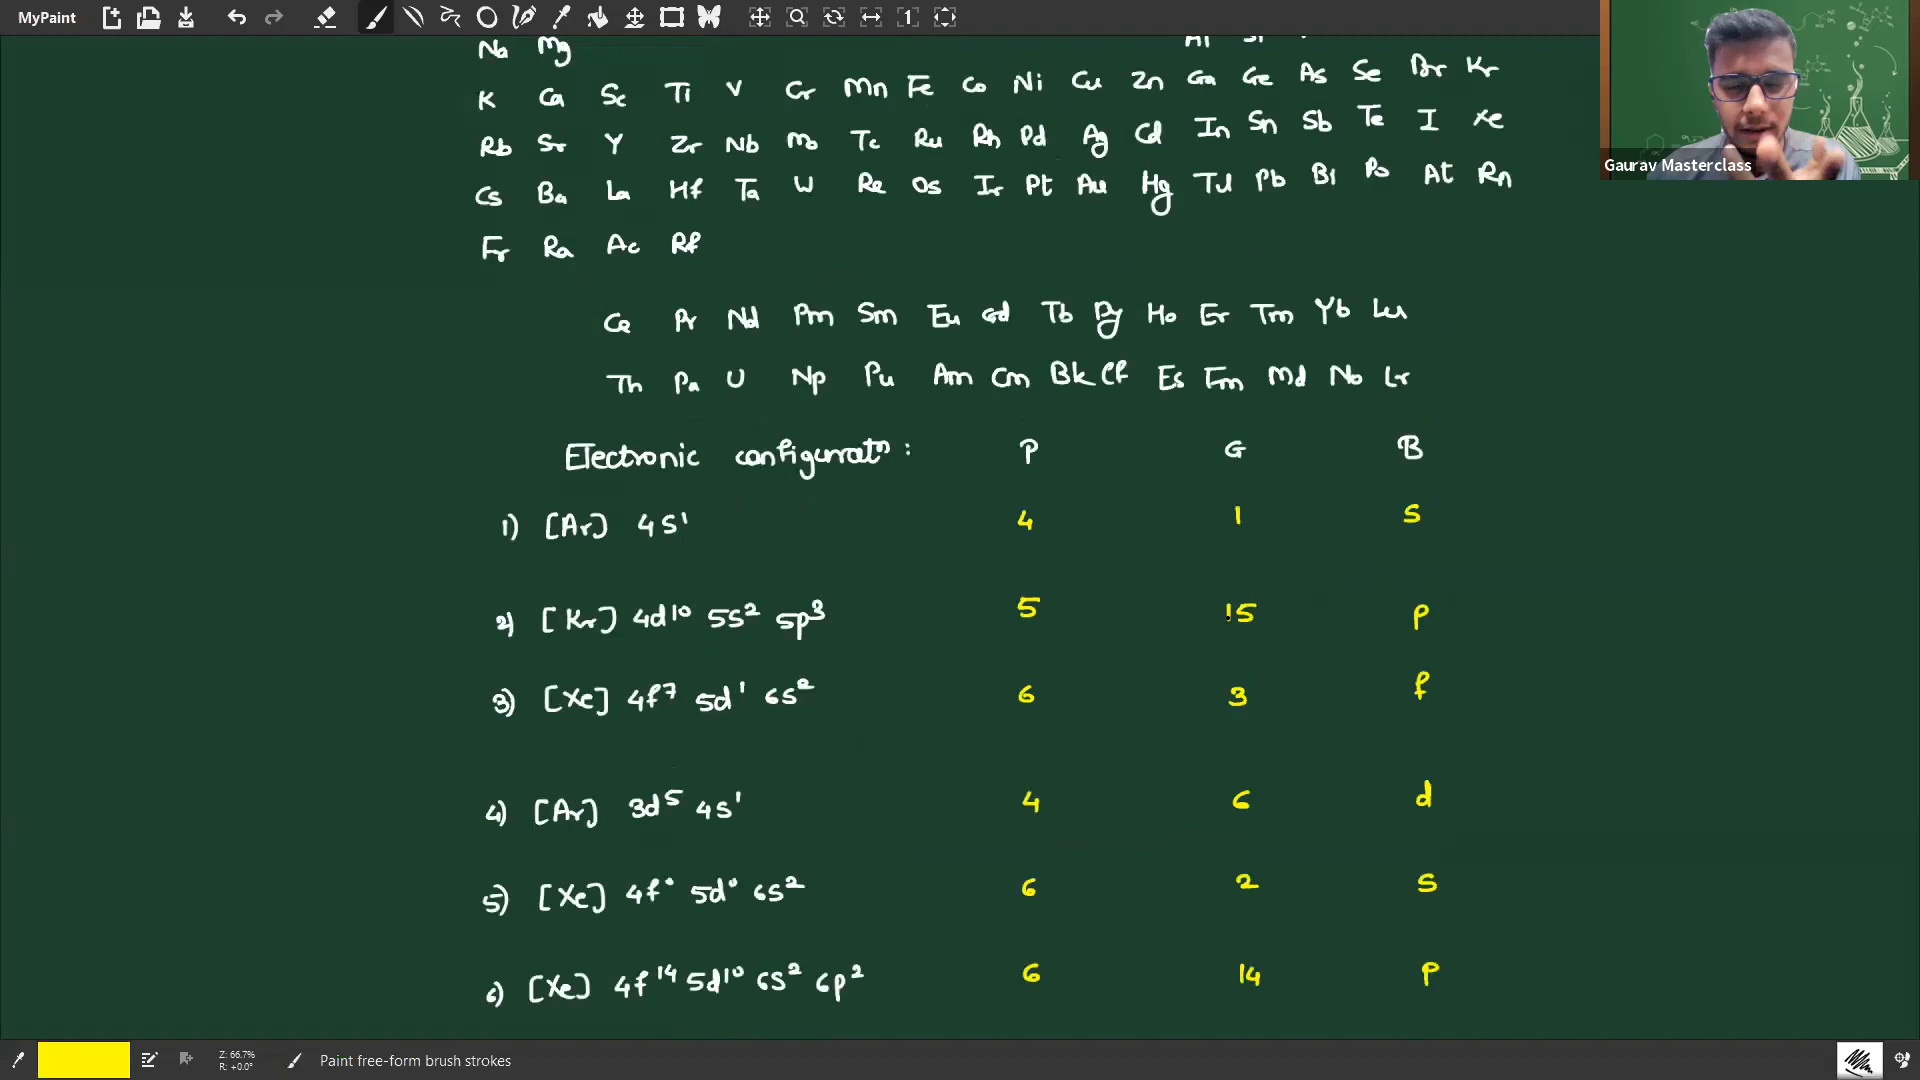 MyPaint
Na Mg Al Si
K Ca Sc Ti V Cr Mn Fe Co Ni Cu Zn Ga Ge As Se Br Kr
Rb Sr Y Zr Nb Mo Tc Ru Rh Pd Ag Cd In Sn Sb Te I Xe
Cs Ba La Hf Ta W Re Os Ir Pt Au Hg Tl Pb Bi Po At Rn
Fr Ra Ac Rf
Ce Pr Nd Pm Sm Eu Gd Tb Dy Ho Er Tm Yb Lu
Th Pa U Np Pu Am Cm Bk Cf Es Fm Md No Lr
Electronic configuratⁿ : P G B
1) [Ar] 4s¹ 4 1 s
2) [Kr] 4d¹⁰ 5s² 5p³ 5 15 p
3) [Xe] 4f⁷ 5d¹ 6s² 6 3 f
4) [Ar] 3d⁵ 4s¹ 4 6 d
5) [Xe] 4f⁰ 5d⁰ 6s² 6 2 s
6) [Xe] 4f¹⁴ 5d¹⁰ 6s² 6p² 6 14 p
Gaurav Masterclass
Z: 66.7%
R: +0.0°
Paint free-form brush strokes